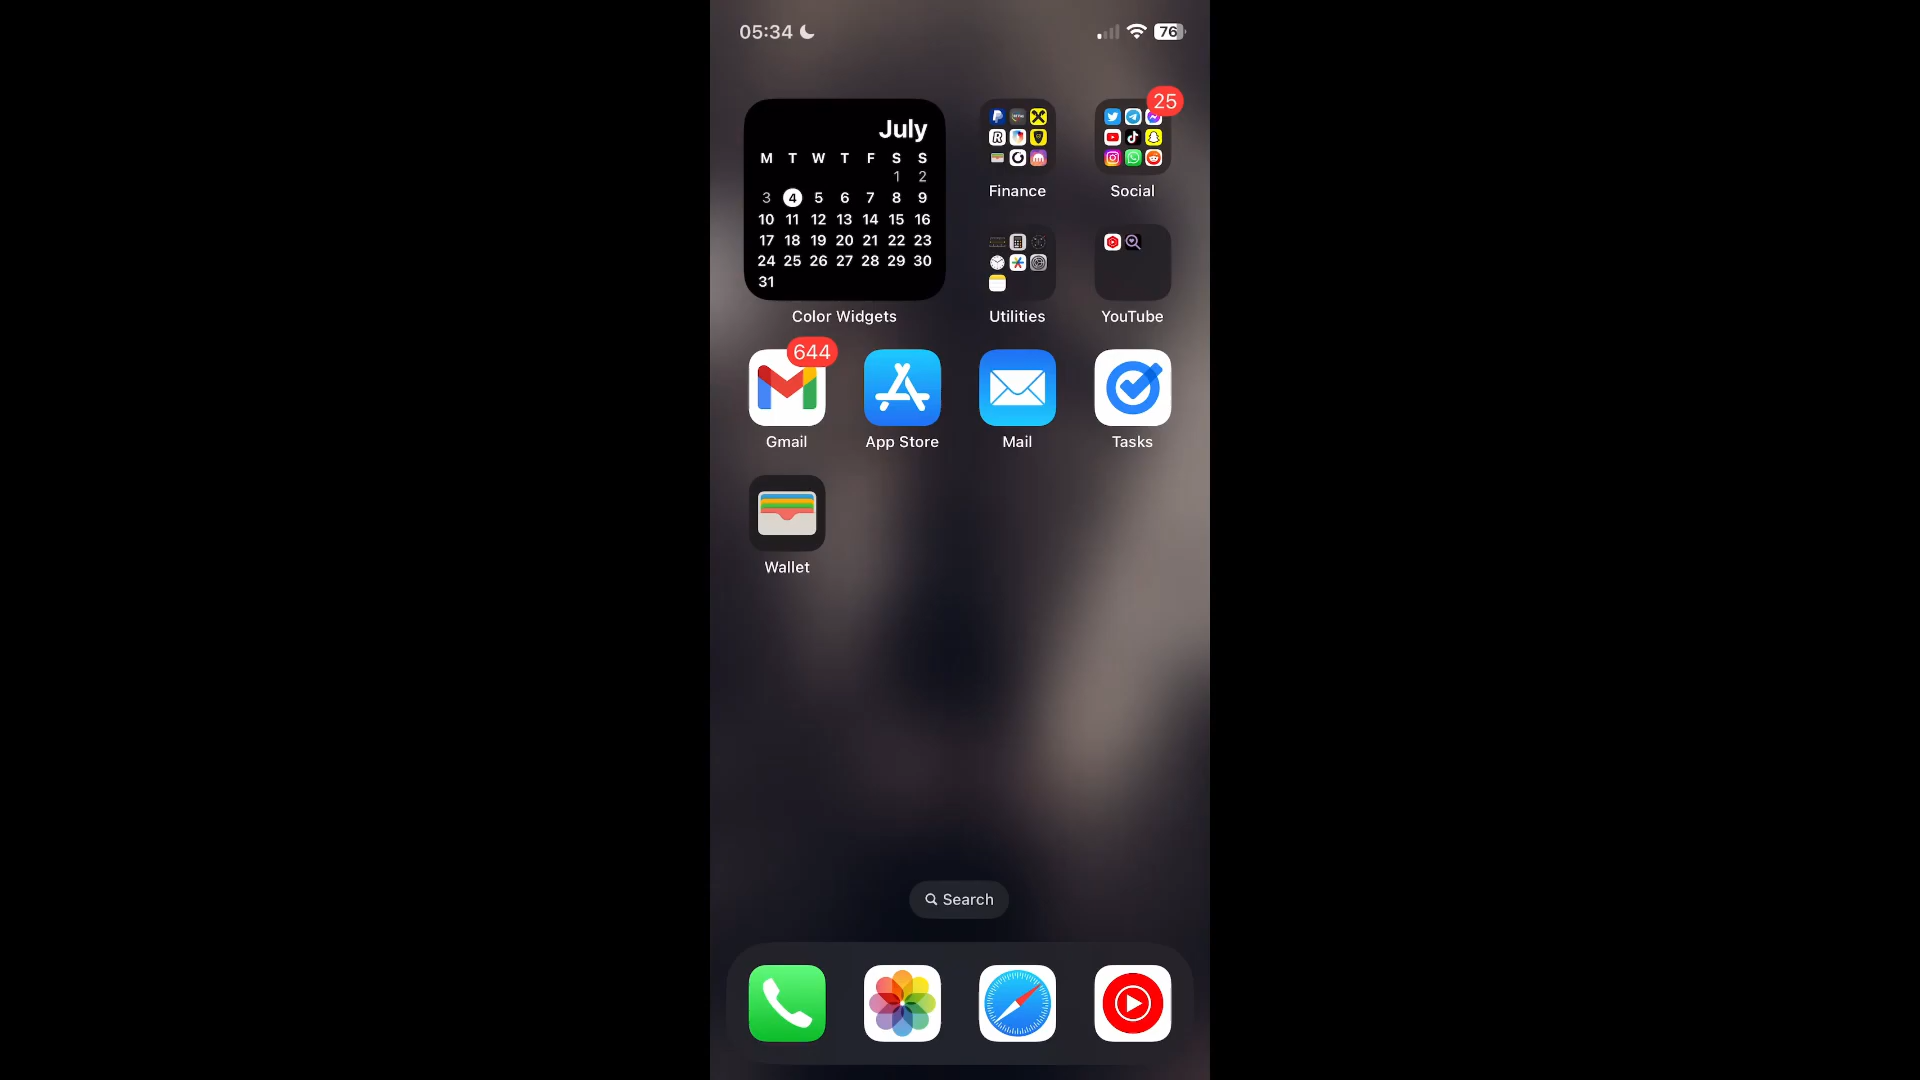 05:34
76
July
M T W T F S S
1 2
3 4 5 6 7 8 9
10 11 12 13 14 15 16
17 18 19 20 21 22 23
24 25 26 27 28 29 30
31
Color Widgets
Finance
25
Social
Utilities
YouTube
644
Gmail
App Store
Mail
Tasks
Wallet
Search